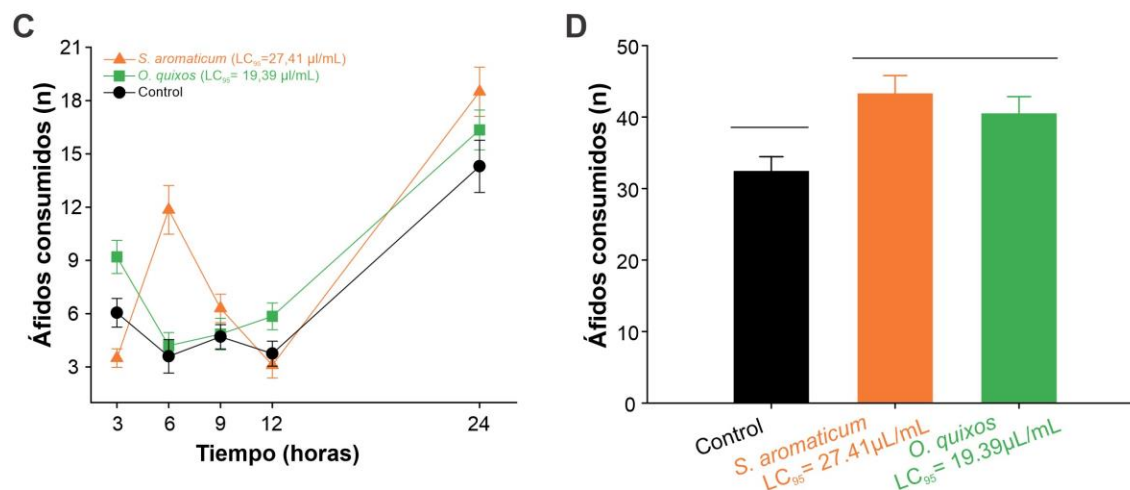 C
Áfidos consumidos (n)
21
18
15
12
9
6
3
S. aromaticum (LC₉₅=27,41 µl/mL)
O. quixos (LC₉₅= 19,39 µl/mL)
Control
3 6 9 12 24
Tiempo (horas)
D
Áfidos consumidos (n)
50
40
30
20
10
0
Control
S. aromaticum
LC₉₅= 27.41µL/mL
O. quixos
LC₉₅= 19.39µL/mL